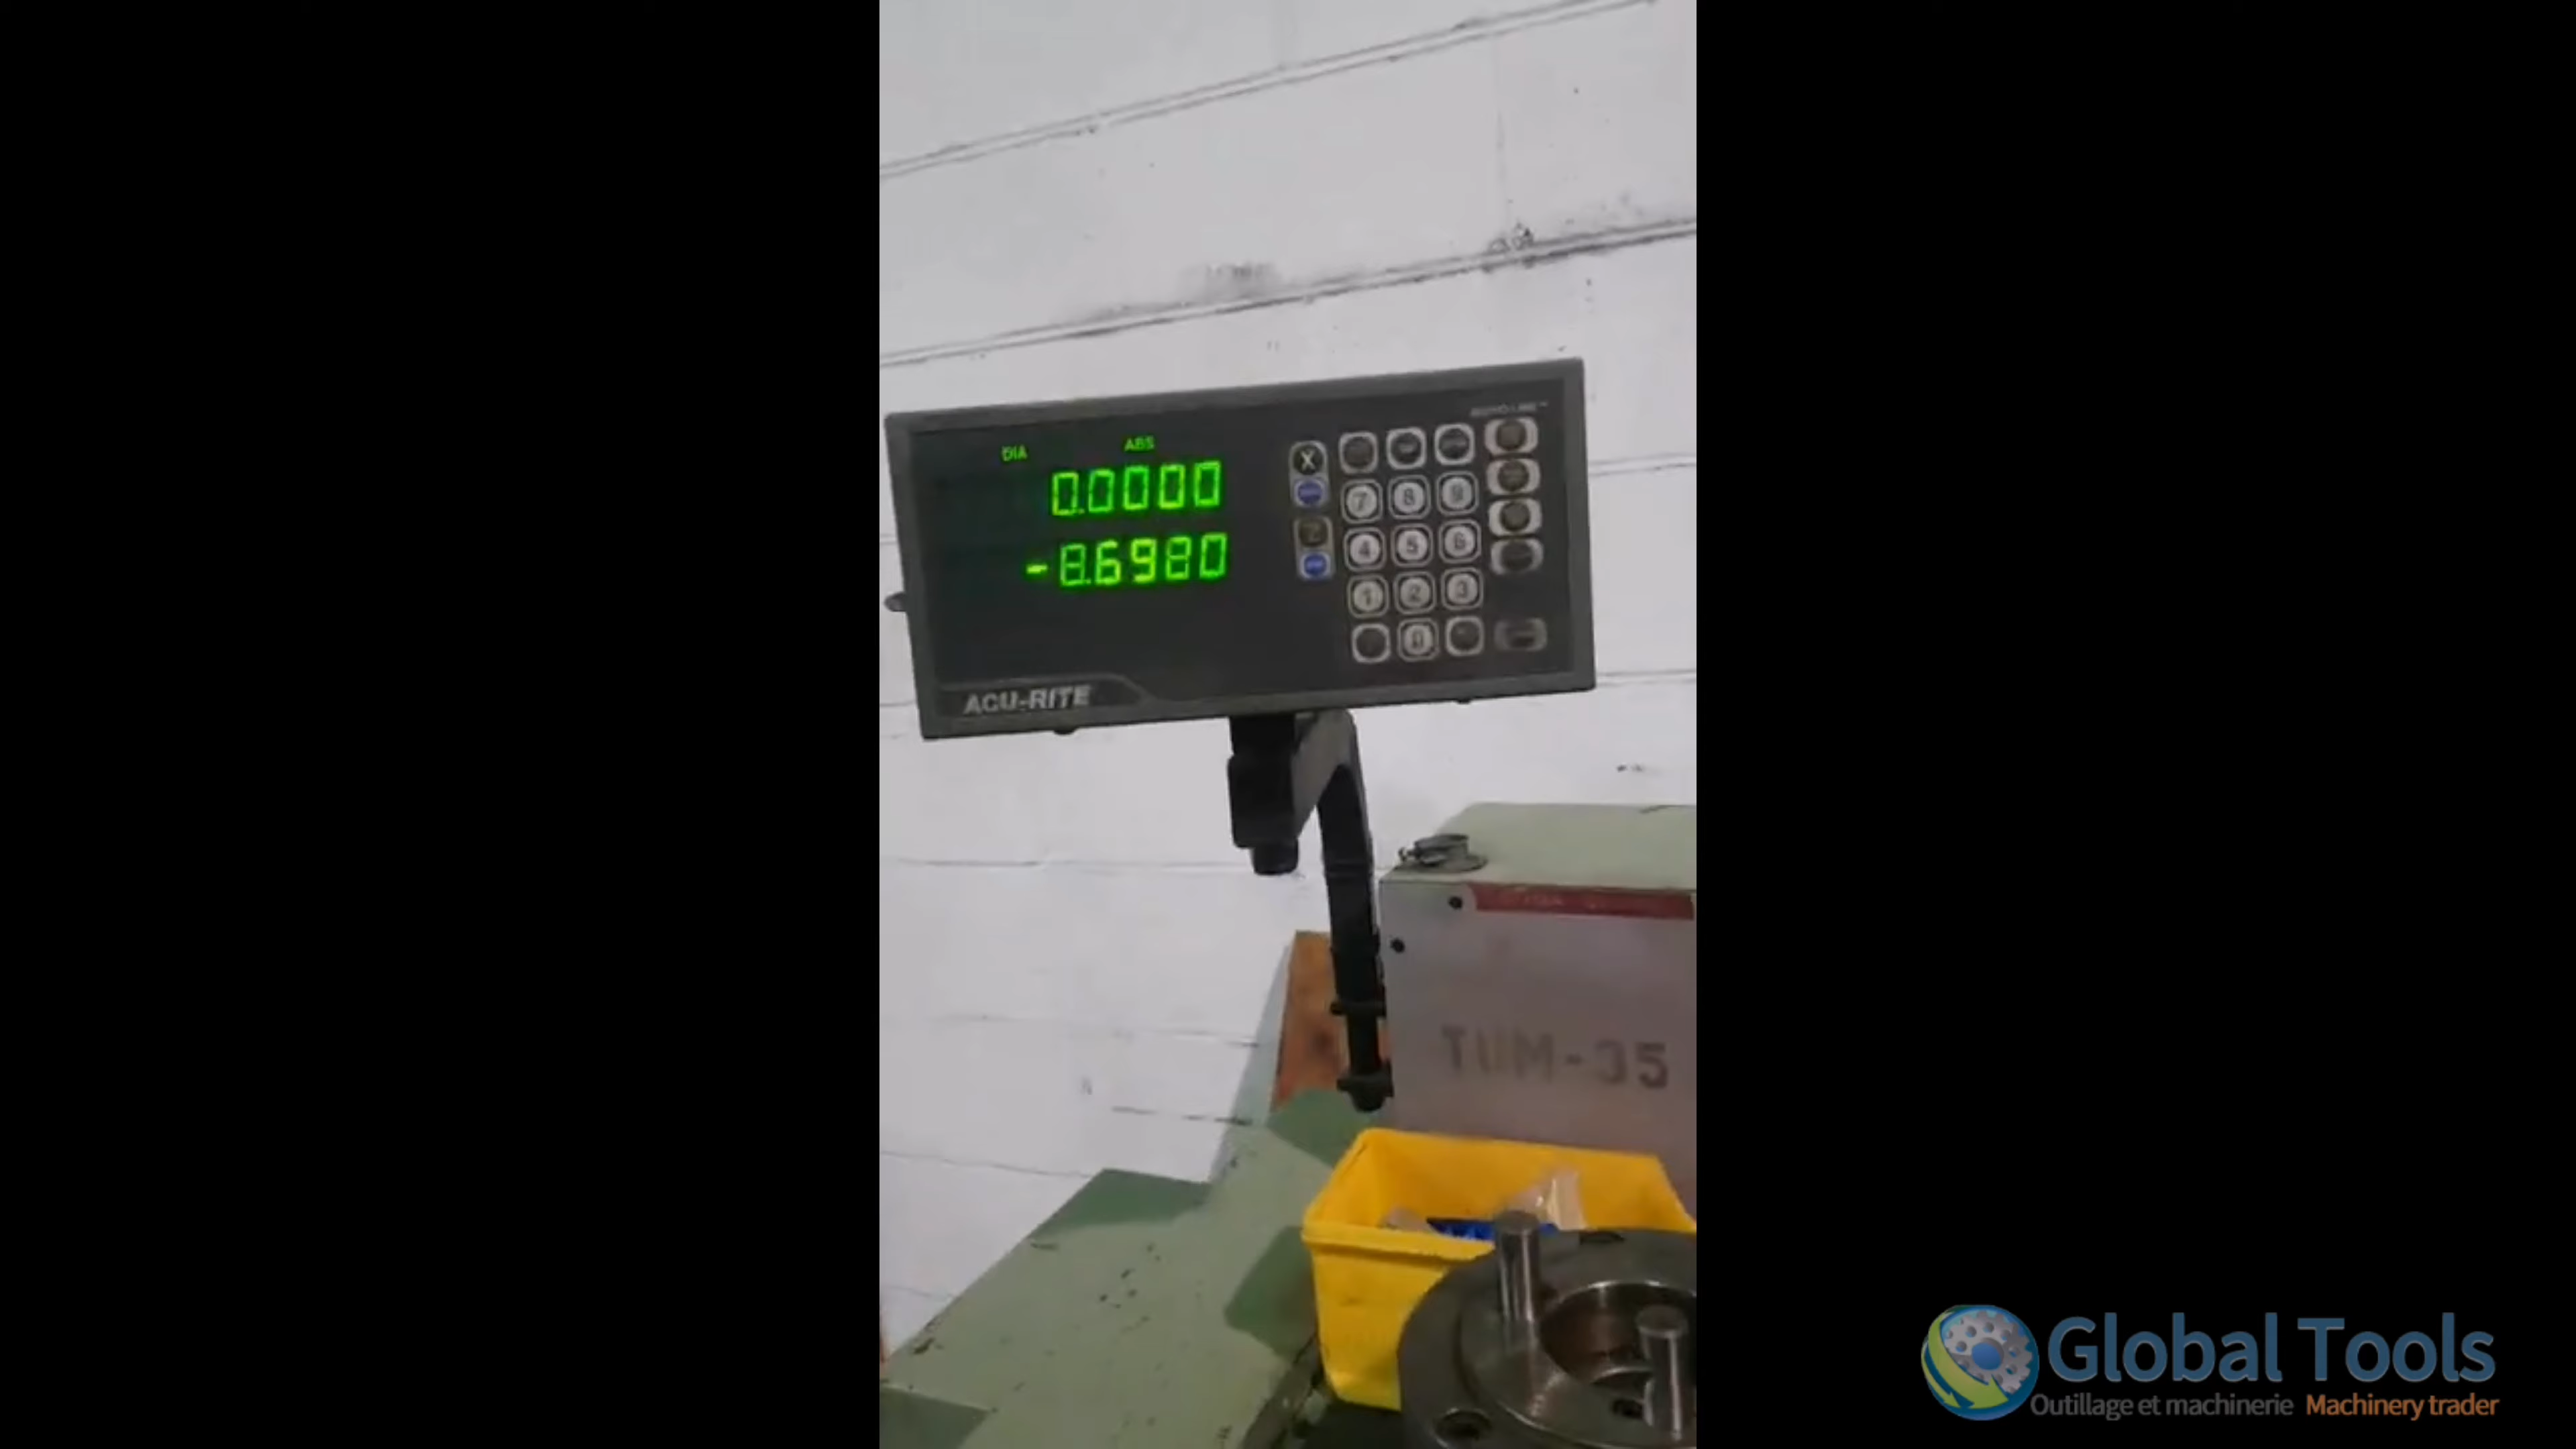 DIA ABS
0.0000
-8.6980
X
7 8 9
4 5 6
1 2 3
0
ACU-RITE
TUM-35
Global Tools
Outillage et machinerie Machinery trader